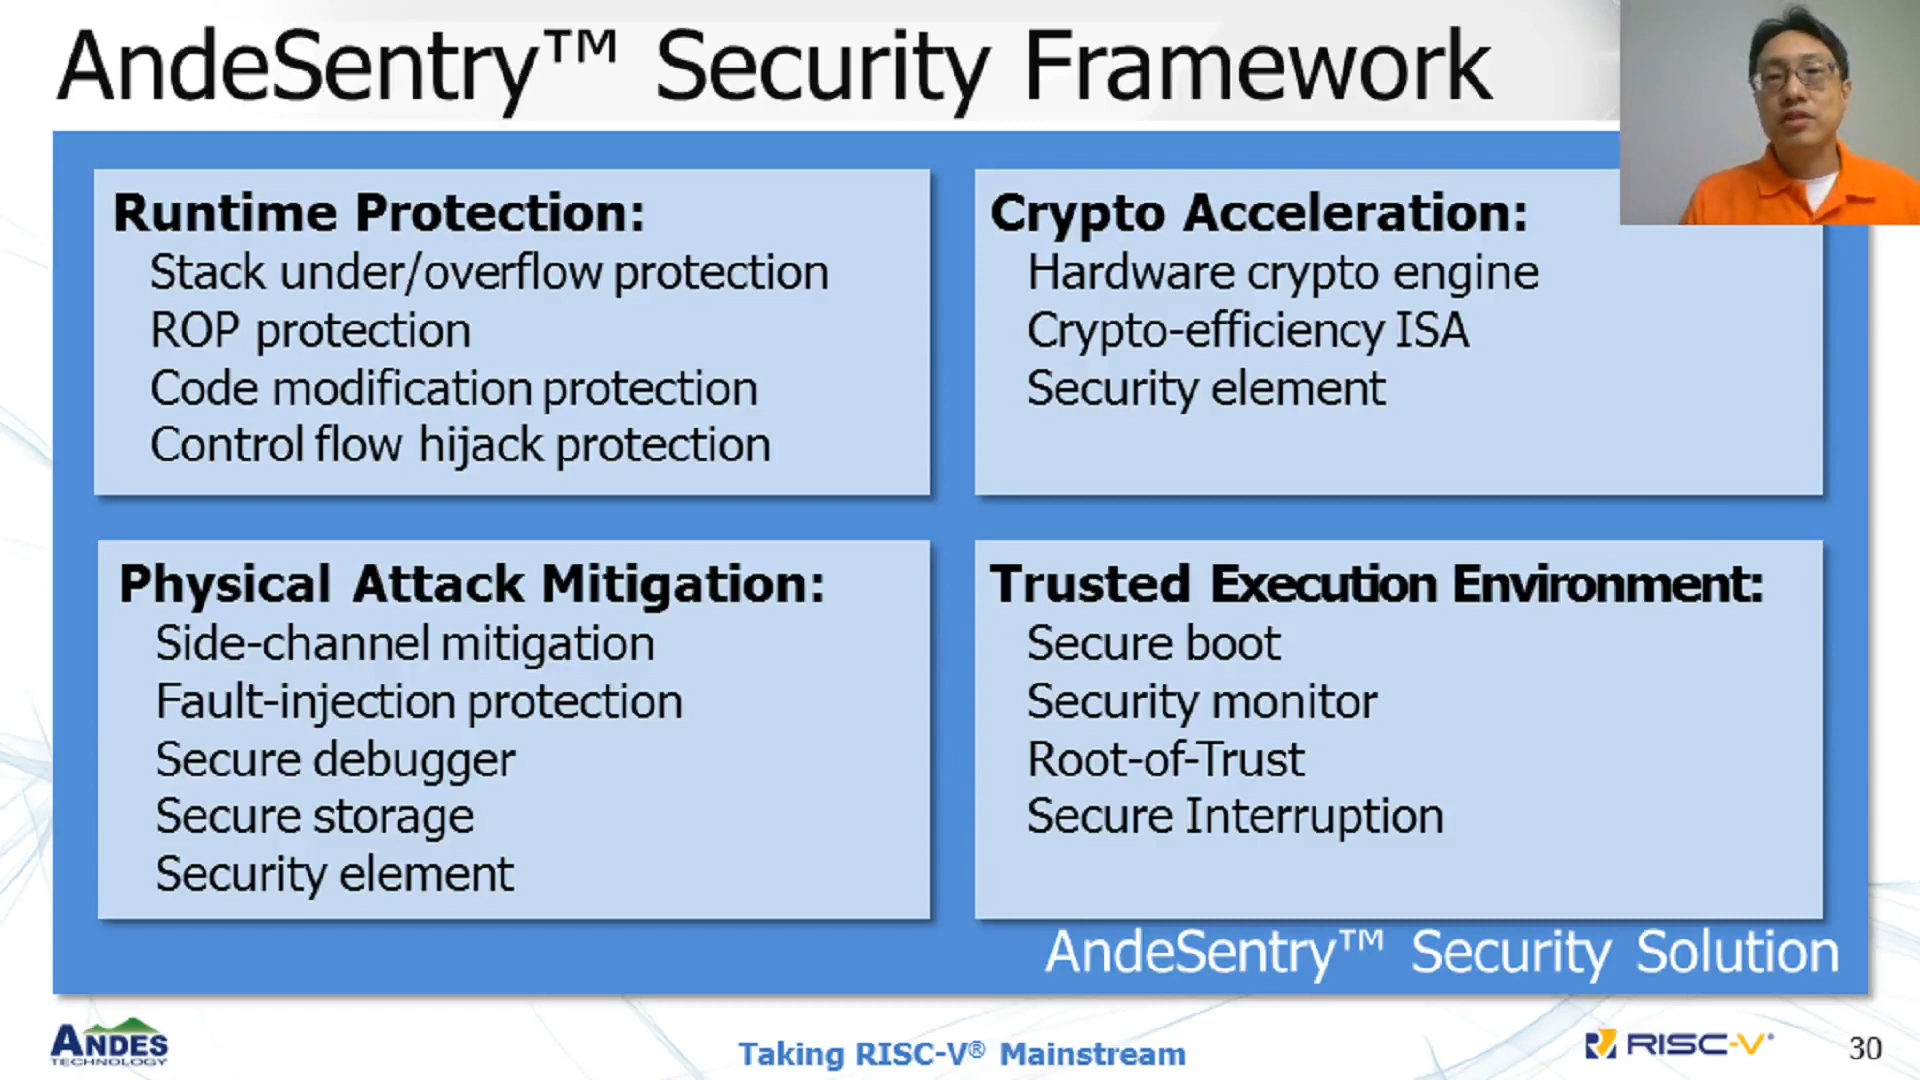 AndeSentry™ Security Framework
Runtime Protection:
Stack under/overflow protection
ROP protection
Code modification protection
Control flow hijack protection
Crypto Acceleration:
Hardware crypto engine
Crypto-efficiency ISA
Security element
Physical Attack Mitigation:
Side-channel mitigation
Fault-injection protection
Secure debugger
Secure storage
Security element
Trusted Execution Environment:
Secure boot
Security monitor
Root-of-Trust
Secure Interruption
AndeSentry™ Security Solution
ANDES
TECHNOLOGY
Taking RISC-V® Mainstream
RISC-V®
30